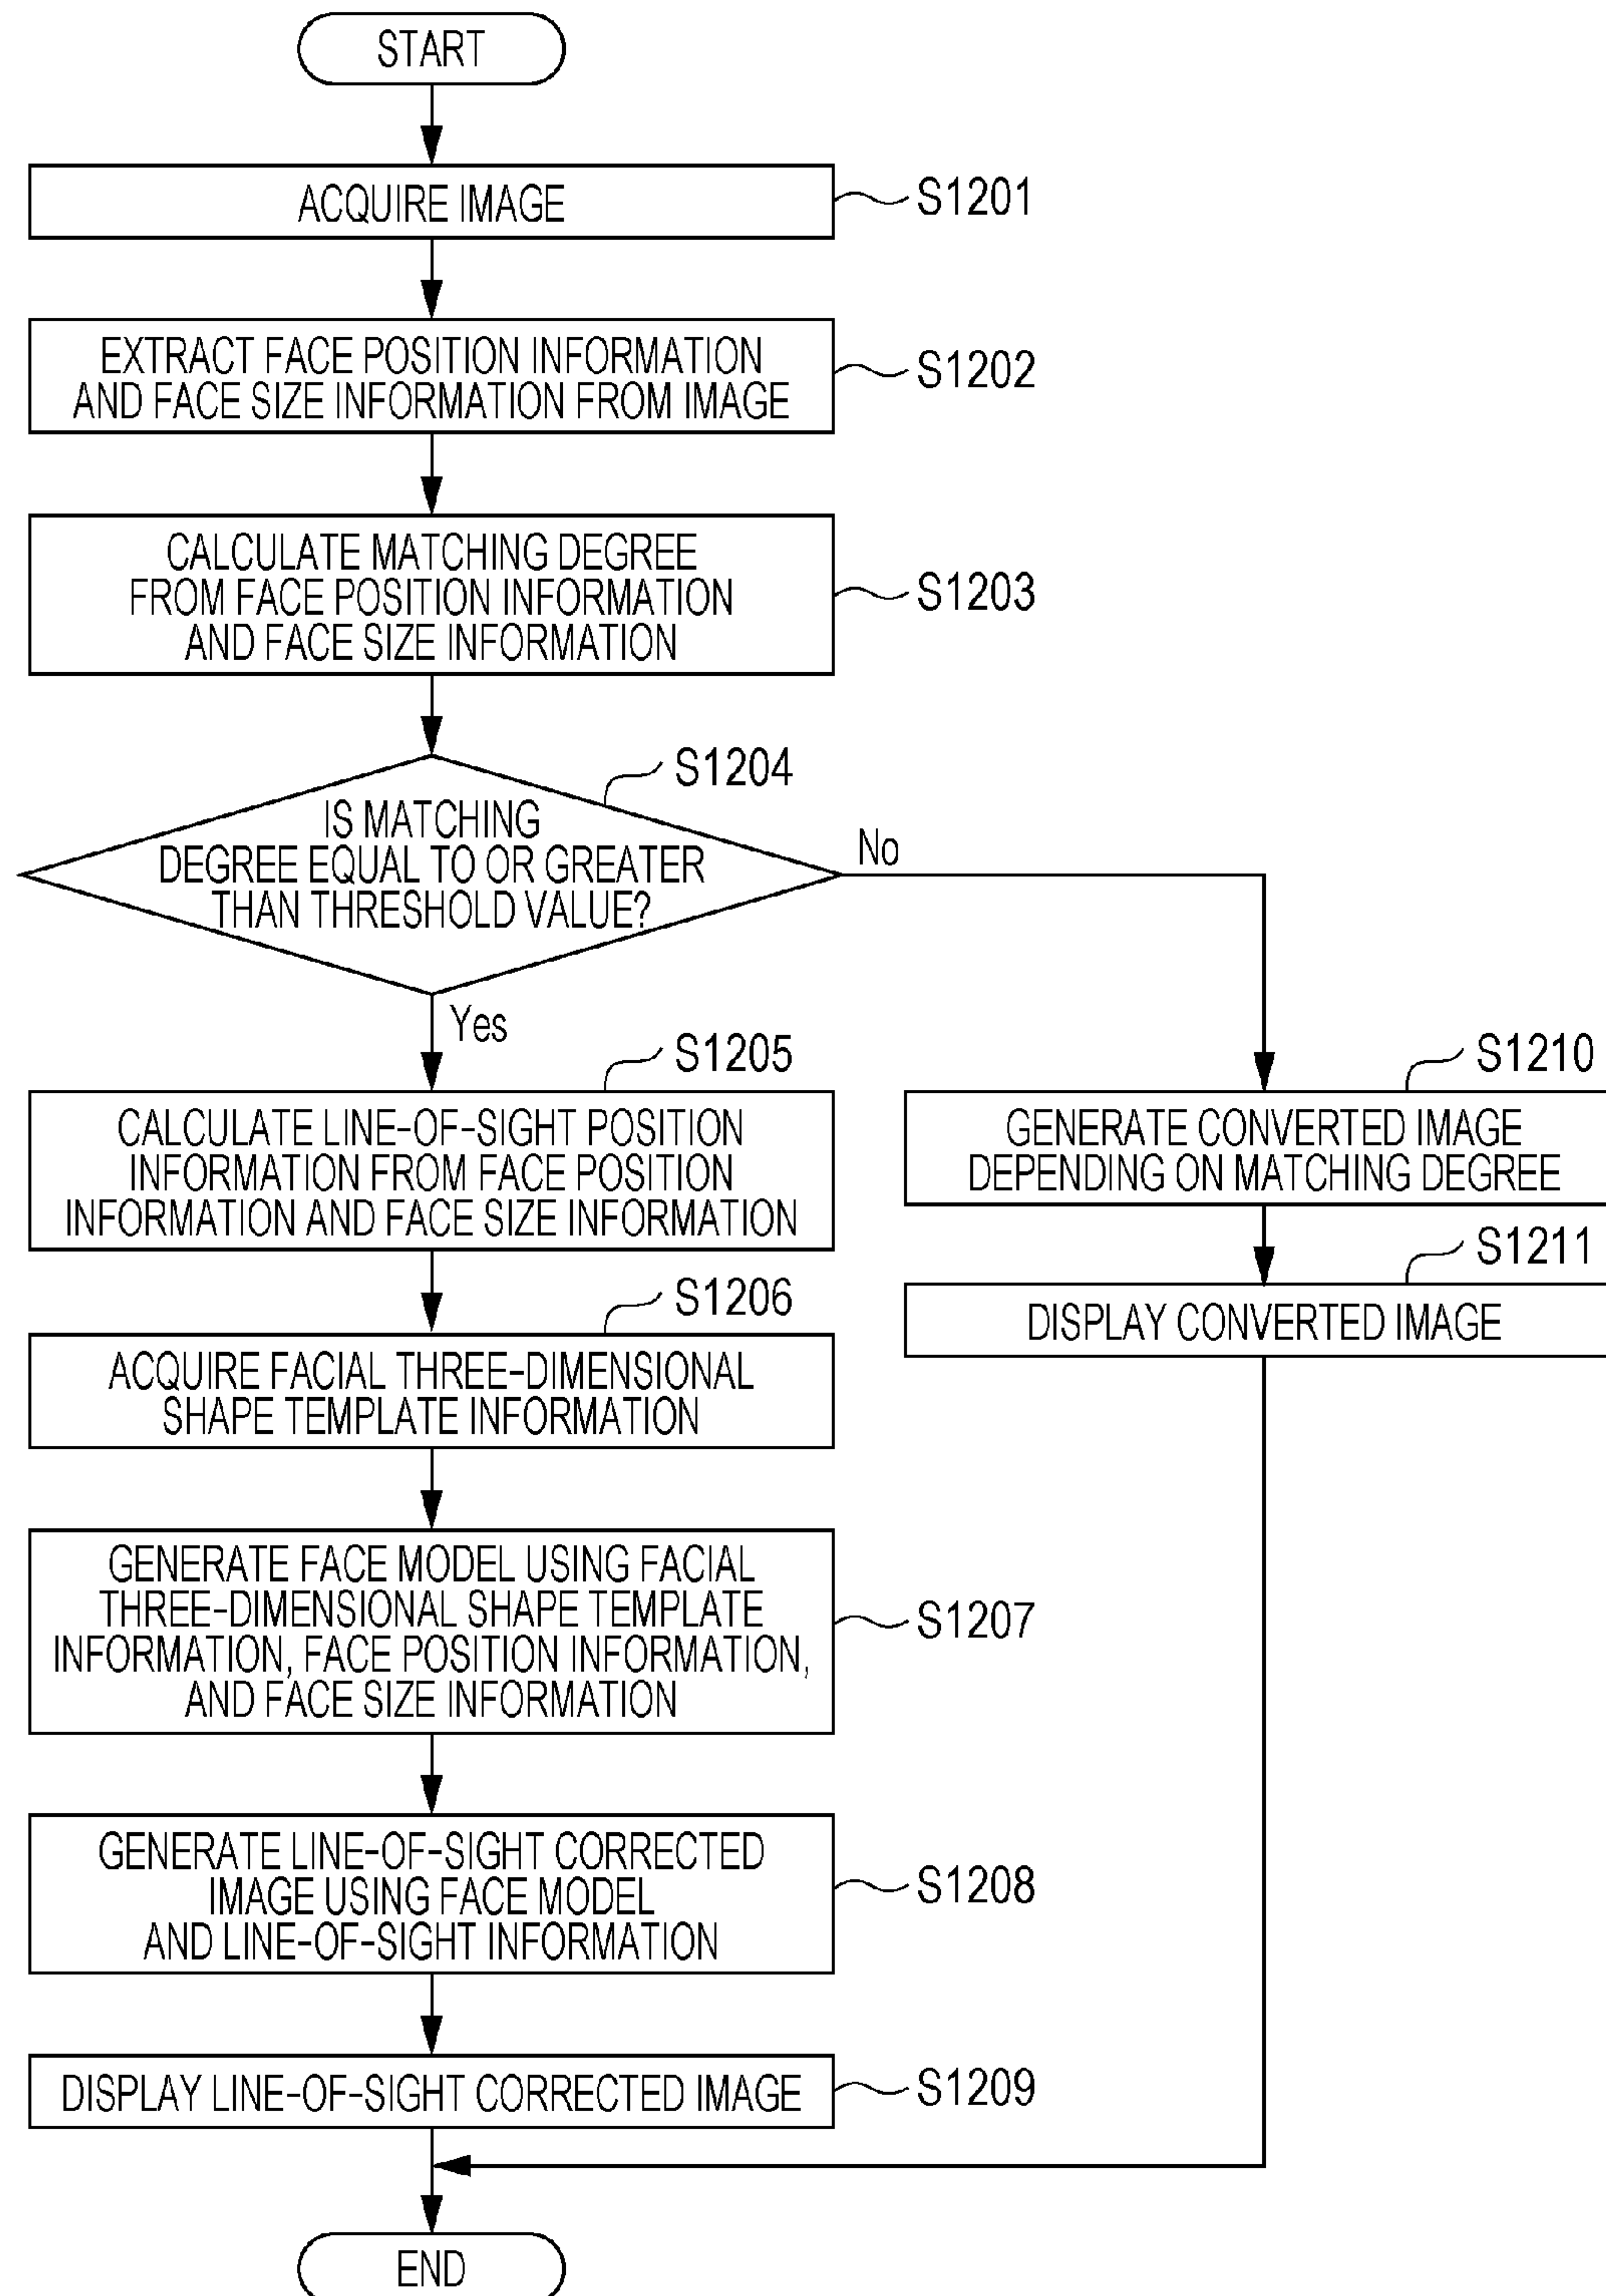 START
ACQUIRE IMAGE
S1201
EXTRACT FACE POSITION INFORMATION
AND FACE SIZE INFORMATION FROM IMAGE
S1202
CALCULATE MATCHING DEGREE
FROM FACE POSITION INFORMATION
AND FACE SIZE INFORMATION
S1203
S1204
IS MATCHING
DEGREE EQUAL TO OR GREATER
THAN THRESHOLD VALUE?
No
Yes
S1205
CALCULATE LINE-OF-SIGHT POSITION
INFORMATION FROM FACE POSITION
INFORMATION AND FACE SIZE INFORMATION
S1210
GENERATE CONVERTED IMAGE
DEPENDING ON MATCHING DEGREE
S1211
DISPLAY CONVERTED IMAGE
S1206
ACQUIRE FACIAL THREE-DIMENSIONAL
SHAPE TEMPLATE INFORMATION
GENERATE FACE MODEL USING FACIAL
THREE-DIMENSIONAL SHAPE TEMPLATE
INFORMATION, FACE POSITION INFORMATION,
AND FACE SIZE INFORMATION
S1207
GENERATE LINE-OF-SIGHT CORRECTED
IMAGE USING FACE MODEL
AND LINE-OF-SIGHT INFORMATION
S1208
DISPLAY LINE-OF-SIGHT CORRECTED IMAGE
S1209
END